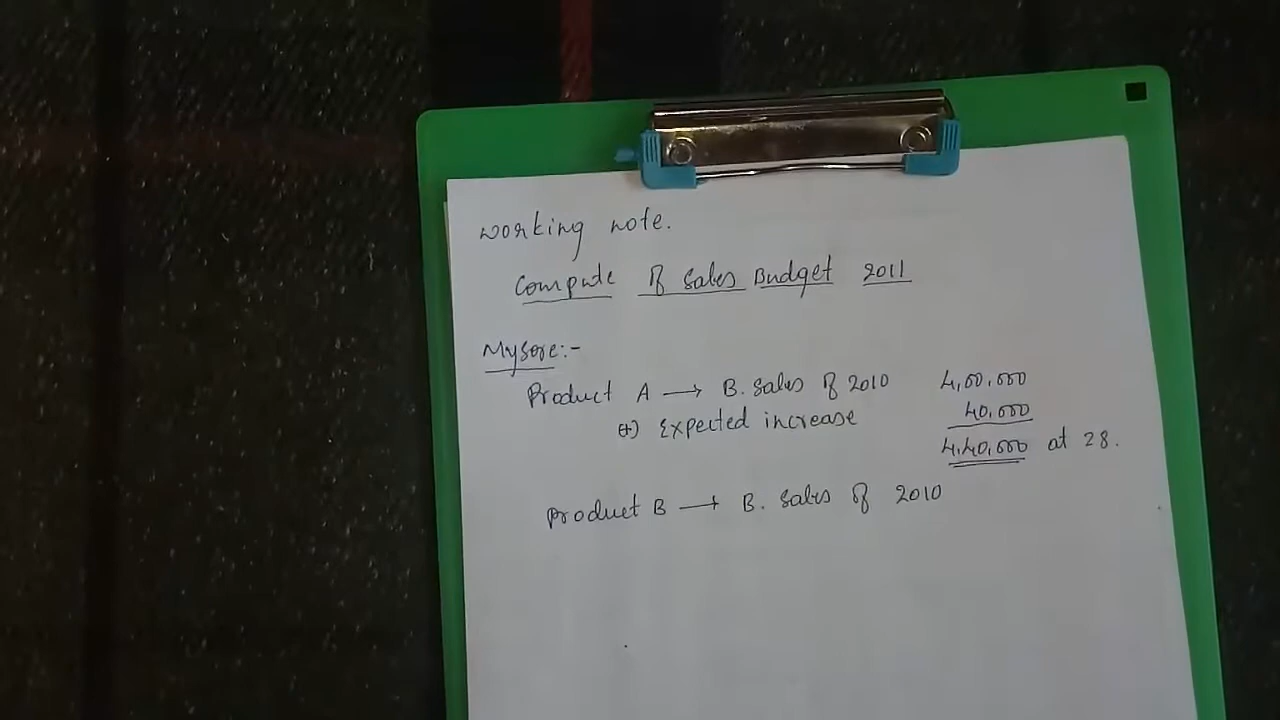 working note.
Compute of Sales Budget 2011
Mysore:-
Product A → B. Sales of 2010 4,00,000
(+) Expected increase 40,000
4,40,000 at 28.
Product B → B. Sales of 2010